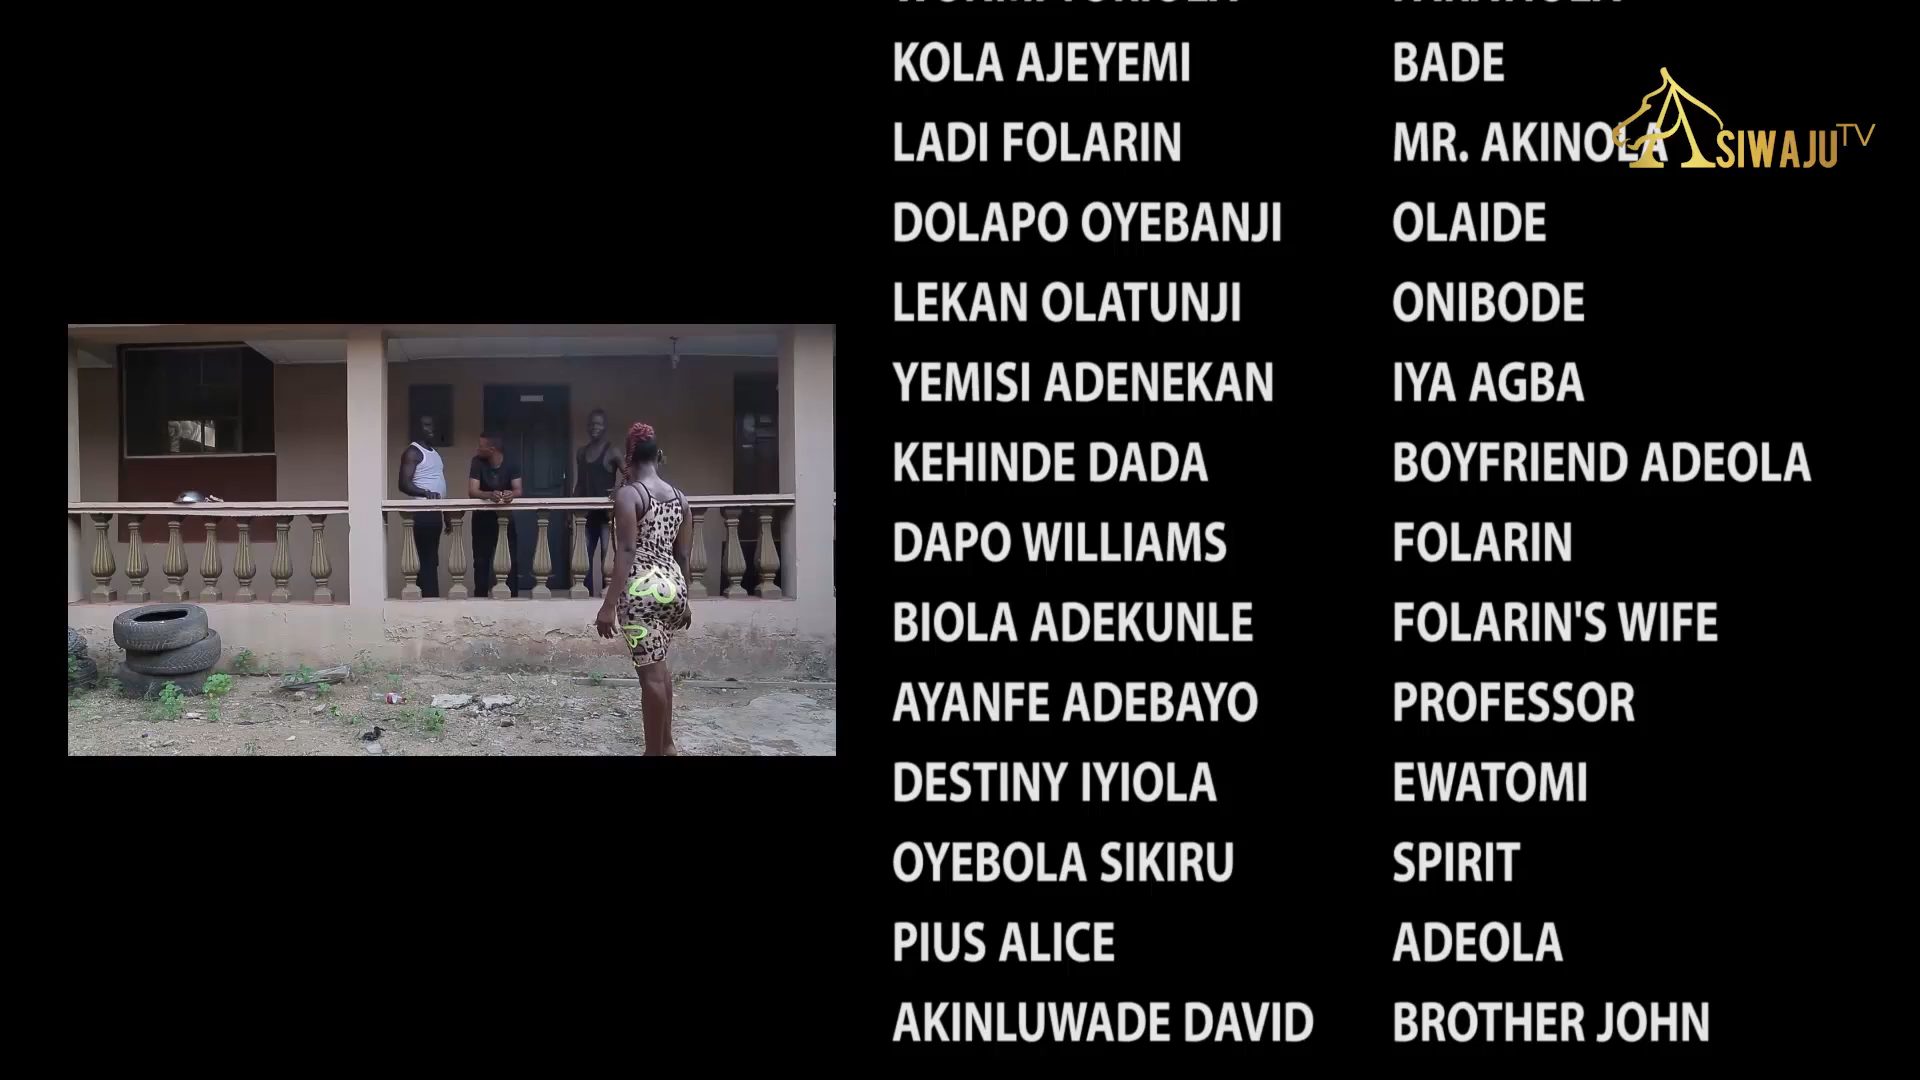 KOLA AJEYEMI BADE
LADI FOLARIN MR. AKINOLA
ASIWAJU TV
DOLAPO OYEBANJI OLAIDE
LEKAN OLATUNJI ONIBODE
YEMISI ADENEKAN IYA AGBA
KEHINDE DADA BOYFRIEND ADEOLA
DAPO WILLIAMS FOLARIN
BIOLA ADEKUNLE FOLARIN'S WIFE
AYANFE ADEBAYO PROFESSOR
DESTINY IYIOLA EWATOMI
OYEBOLA SIKIRU SPIRIT
PIUS ALICE ADEOLA
AKINLUWADE DAVID BROTHER JOHN